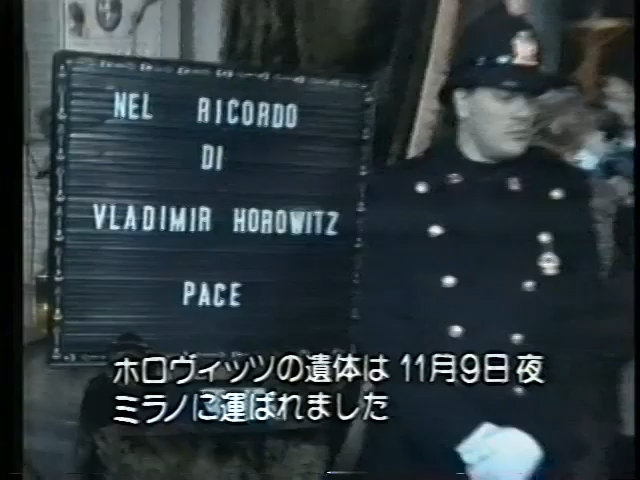 NEL RICORDO
DI
VLADIMIR HOROWITZ
PACE
ホロヴィッツの遺体は 11月9日夜
ミラノに運ばれました